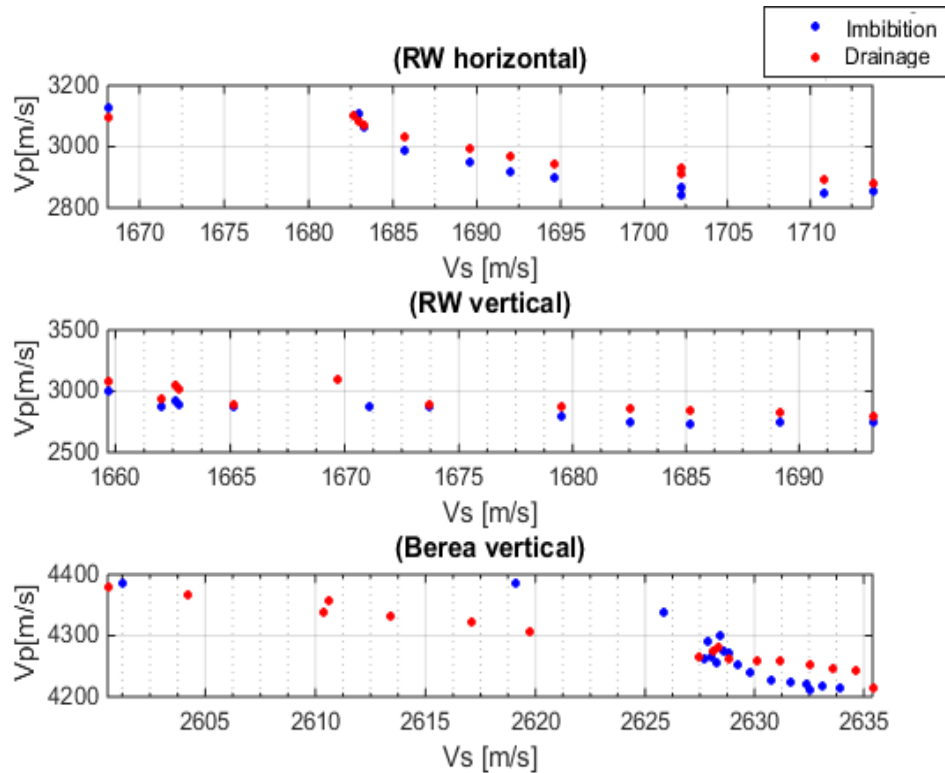 Imbibition
Drainage
(RW horizontal)
3200
3000
2800
Vp[m/s]
1670 1675 1680 1685 1690 1695 1700 1705 1710
Vs [m/s]
(RW vertical)
3500
3000
2500
Vp[m/s]
1660 1665 1670 1675 1680 1685 1690
Vs [m/s]
(Berea vertical)
4400
4300
4200
Vp[m/s]
2605 2610 2615 2620 2625 2630 2635
Vs [m/s]